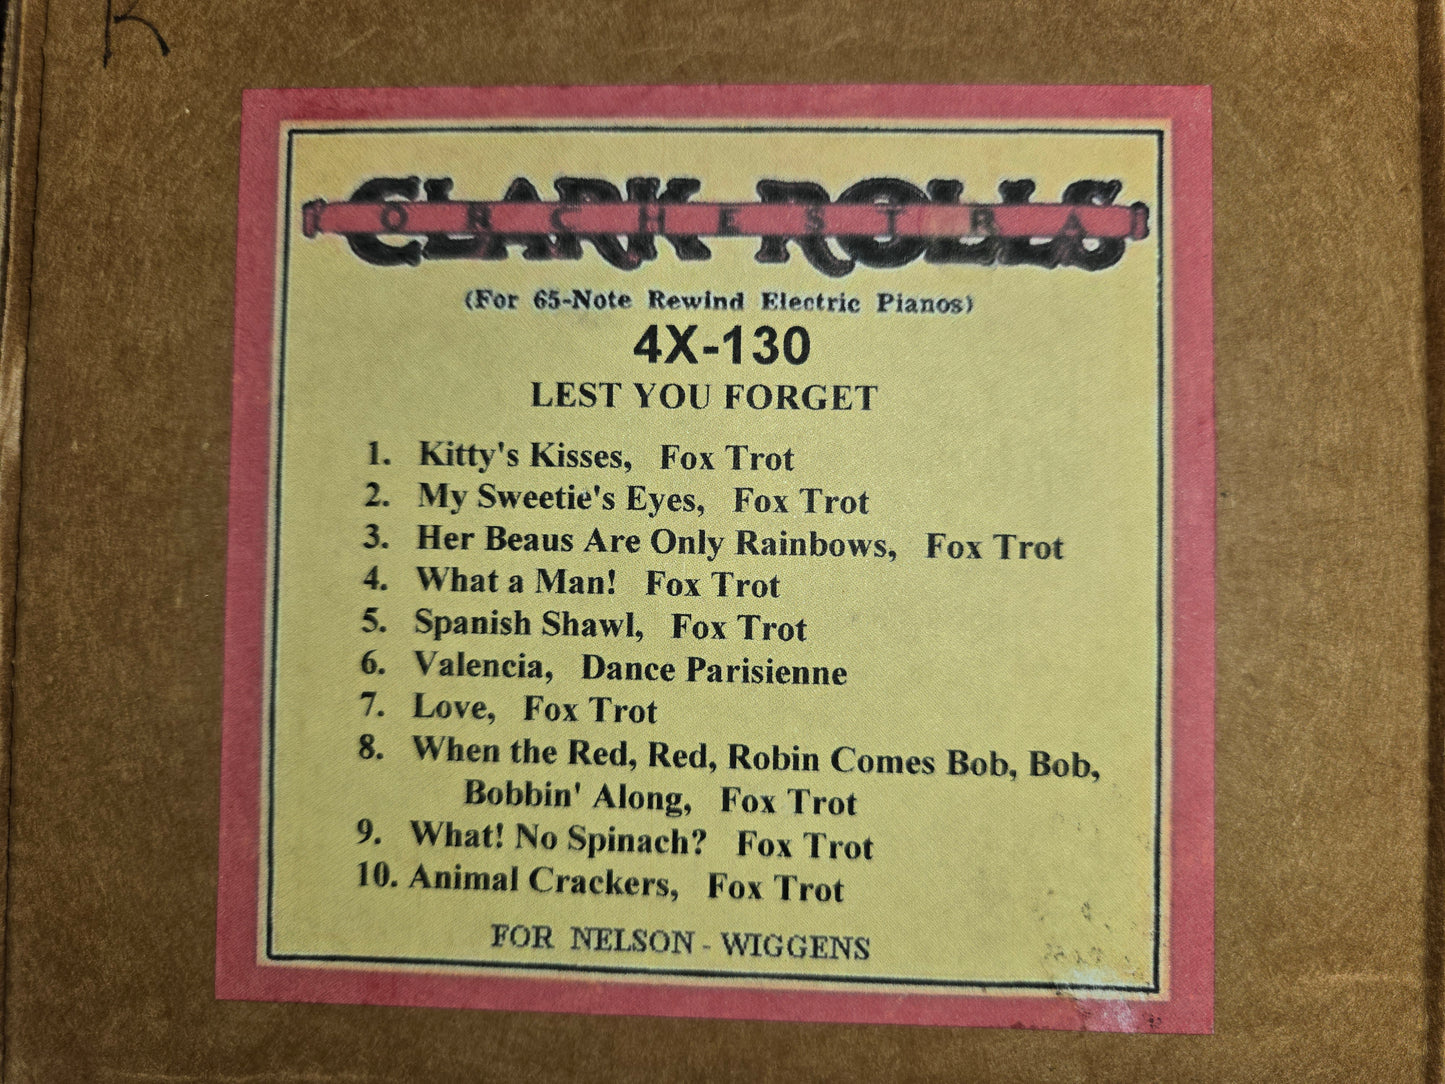 K
CLARK ROLLS
ORCHESTRA
(For 65-Note Rewind Electric Pianos)
4X-130
LEST YOU FORGET
1. Kitty's Kisses, Fox Trot
2. My Sweetie's Eyes, Fox Trot
3. Her Beaus Are Only Rainbows, Fox Trot
4. What a Man! Fox Trot
5. Spanish Shawl, Fox Trot
6. Valencia, Dance Parisienne
7. Love, Fox Trot
8. When the Red, Red, Robin Comes Bob, Bob,
Bobbin' Along, Fox Trot
9. What! No Spinach? Fox Trot
10. Animal Crackers, Fox Trot
FOR NELSON - WIGGENS